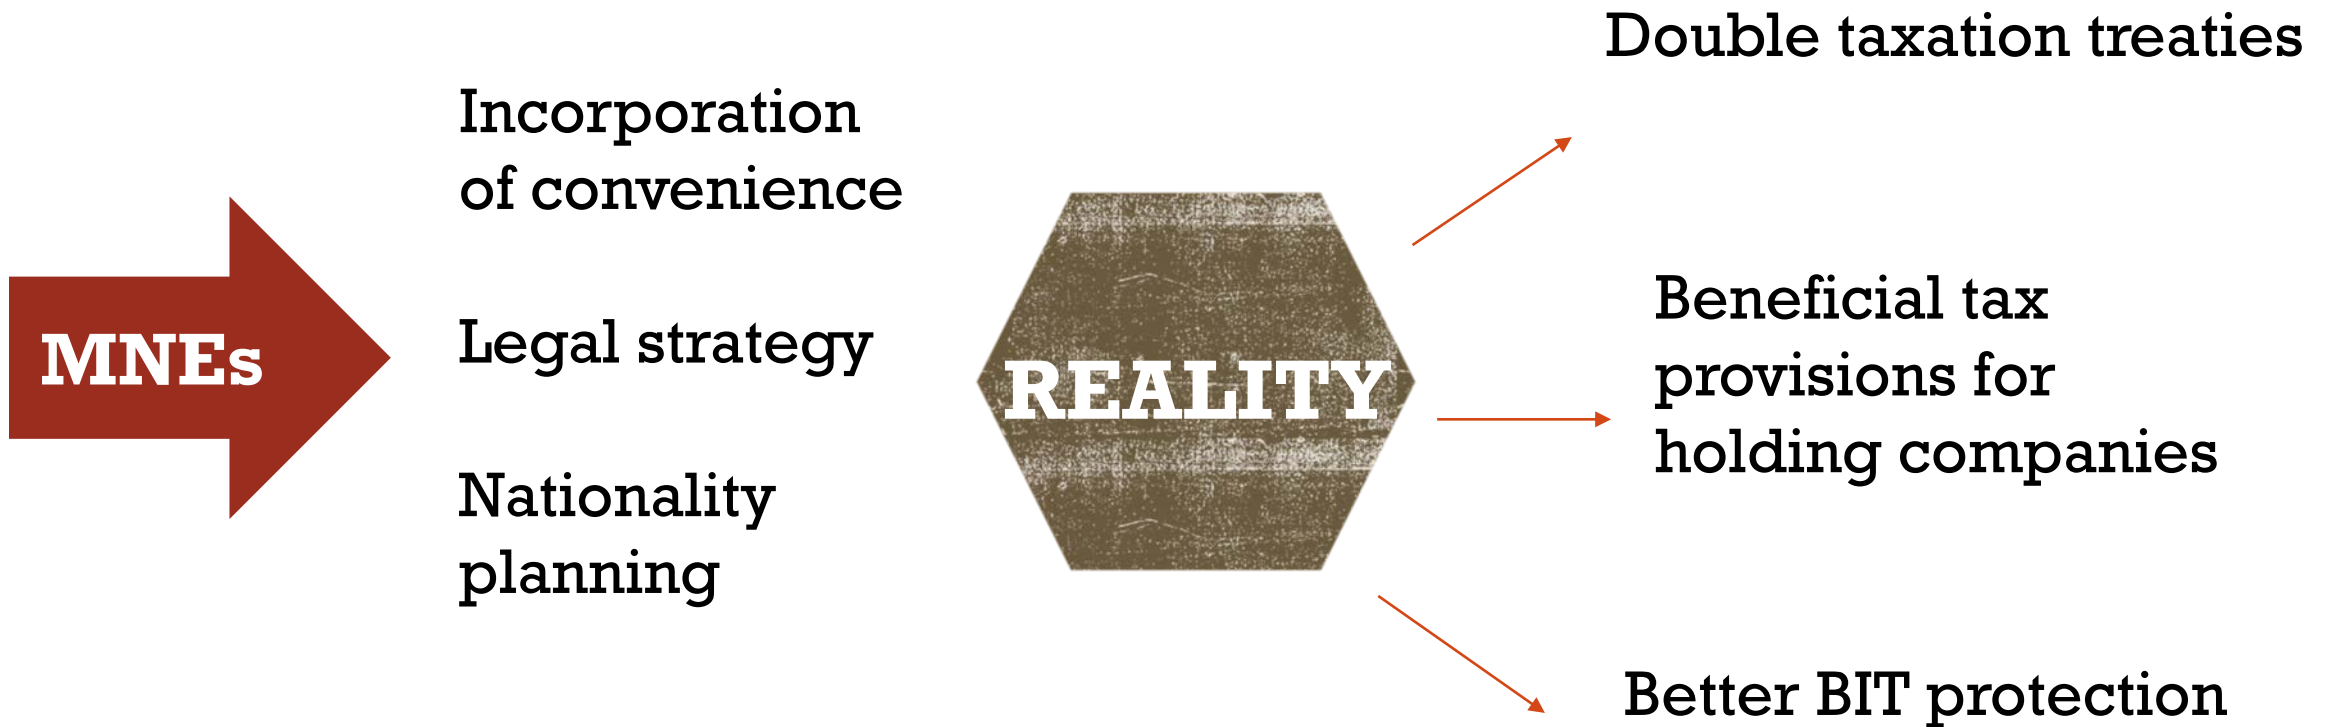 MNEs
Incorporation
of convenience
Legal strategy
Nationality
planning
REALITY
Double taxation treaties
Beneficial tax
provisions for
holding companies
Better BIT protection